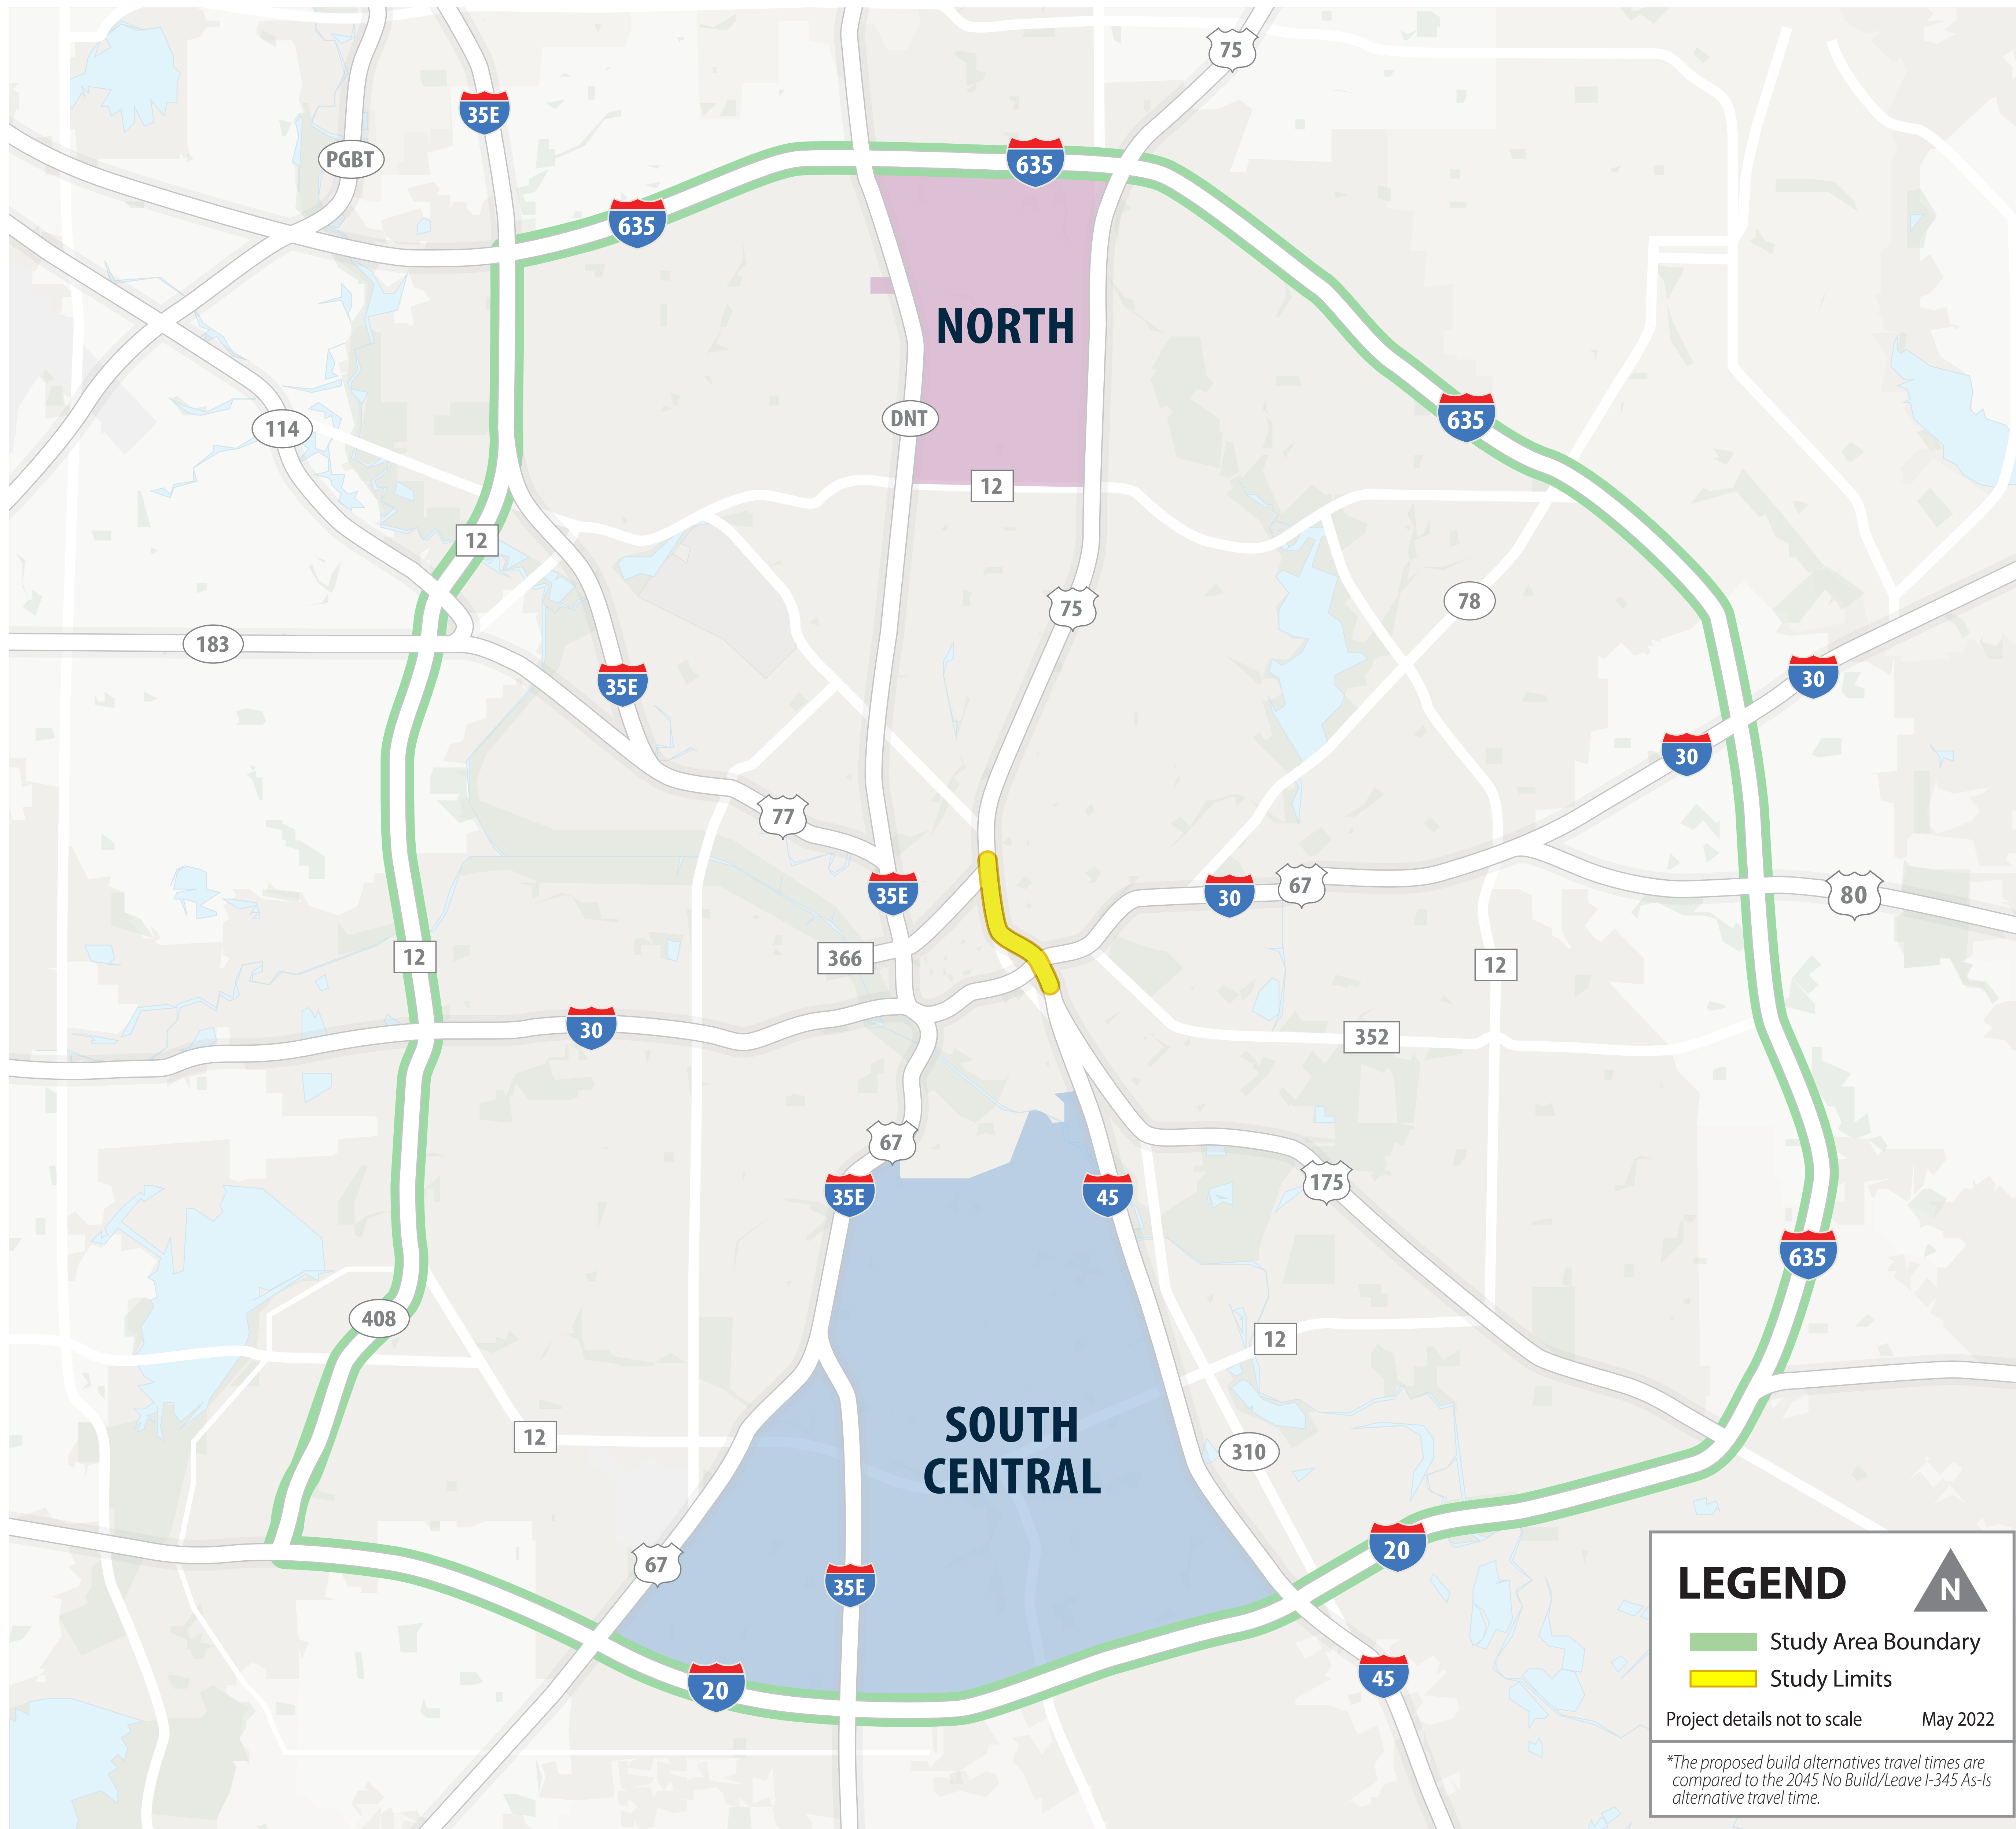 75
35E
PGBT
635
635
NORTH
635
DNT
114
12
12
78
75
183
35E
30
30
77
35E
30
67
80
366
12
12
30
352
67
35E
45
175
635
408
12
SOUTH
CENTRAL
12
310
67
35E
20
20
45
LEGEND
N
Study Area Boundary
Study Limits
Project details not to scale May 2022
*The proposed build alternatives travel times are
compared to the 2045 No Build/Leave I-345 As-Is
alternative travel time.